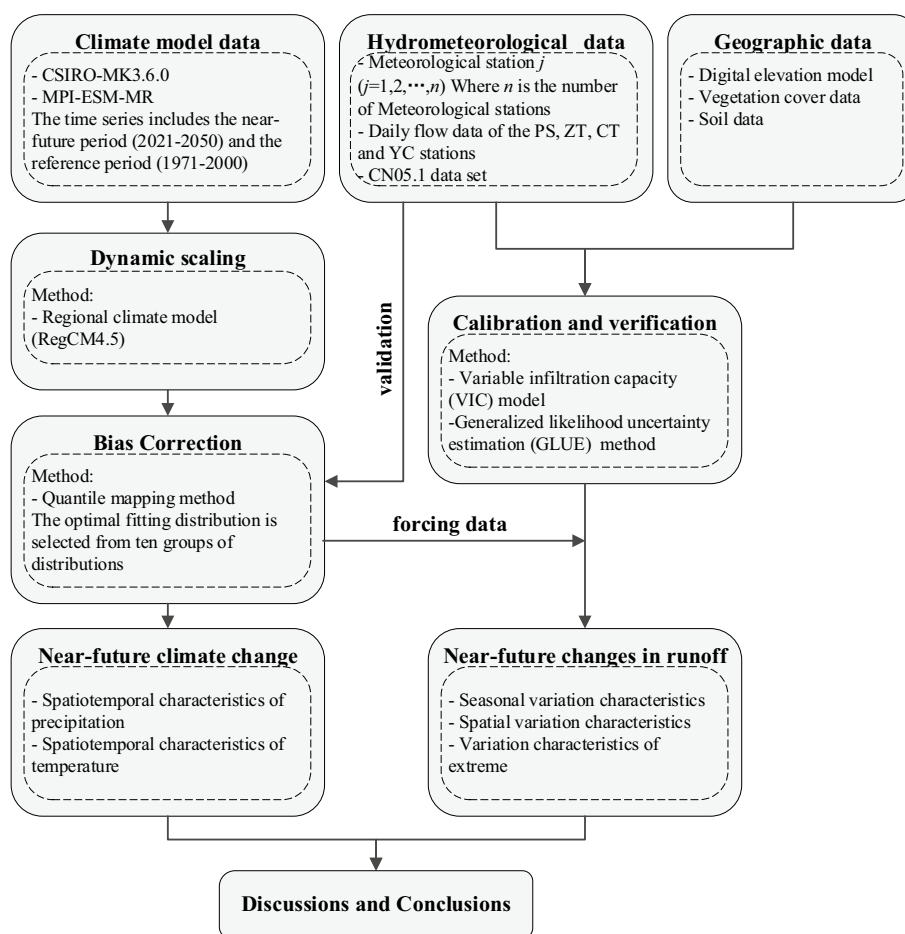 Climate model data
- CSIRO-MK3.6.0
- MPI-ESM-MR
The time series includes the near-
future period (2021-2050) and the
reference period (1971-2000)
Hydrometeorological data
- Meteorological station j
(j=1,2,⋯,n) Where n is the number
of Meteorological stations
- Daily flow data of the PS, ZT, CT
and YC stations
- CN05.1 data set
Geographic data
- Digital elevation model
- Vegetation cover data
- Soil data
Dynamic scaling
Method:
- Regional climate model
(RegCM4.5)
validation
Calibration and verification
Method:
- Variable infiltration capacity
(VIC) model
-Generalized likelihood uncertainty
estimation (GLUE) method
Bias Correction
Method:
- Quantile mapping method
The optimal fitting distribution is
selected from ten groups of
distributions
forcing data
Near-future climate change
- Spatiotemporal characteristics of
precipitation
- Spatiotemporal characteristics of
temperature
Near-future changes in runoff
- Seasonal variation characteristics
- Spatial variation characteristics
- Variation characteristics of
extreme
Discussions and Conclusions